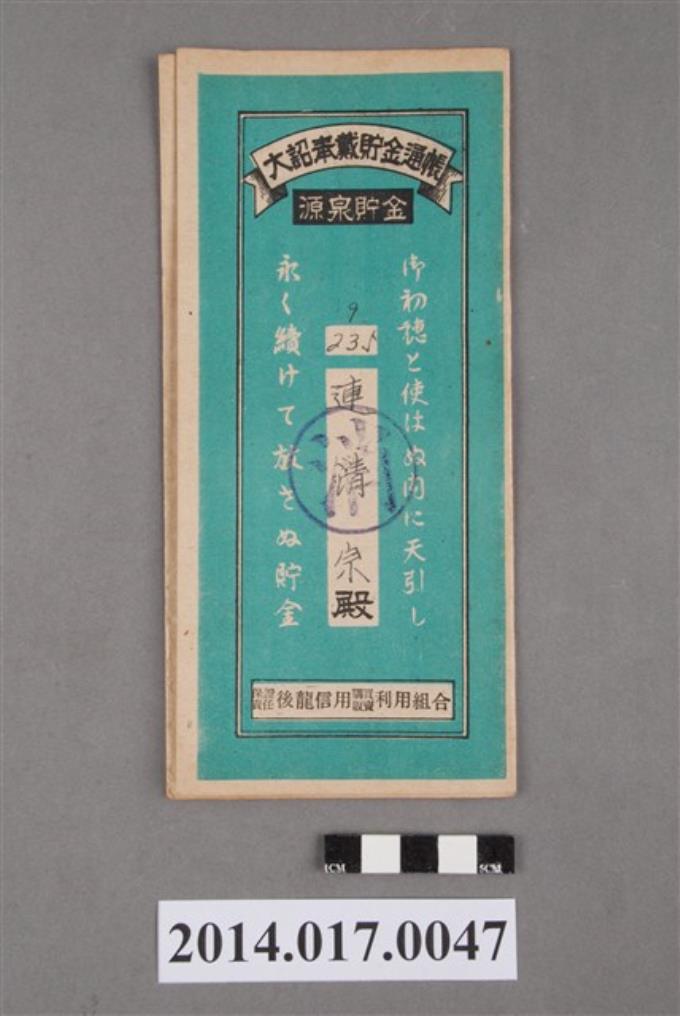 大詔奉戴貯金通帳
源泉貯金
御初穂と使はぬ内に天引し
9
235
連
清
宗
殿
永く續けて放さぬ貯金
保證責任後龍信用購買販賣利用組合
1CM 5CM
2014.017.0047